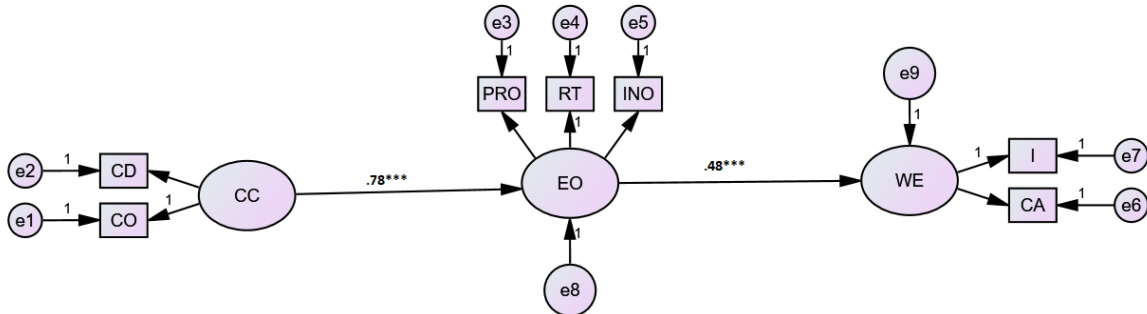 e3 e4 e5
1 1 1
e9
PRO RT INO
1
1
e2 1 CD
1 I 1 e7
CC .78*** EO .48*** WE
e1 1 CO 1
CA 1 e6
1
e8